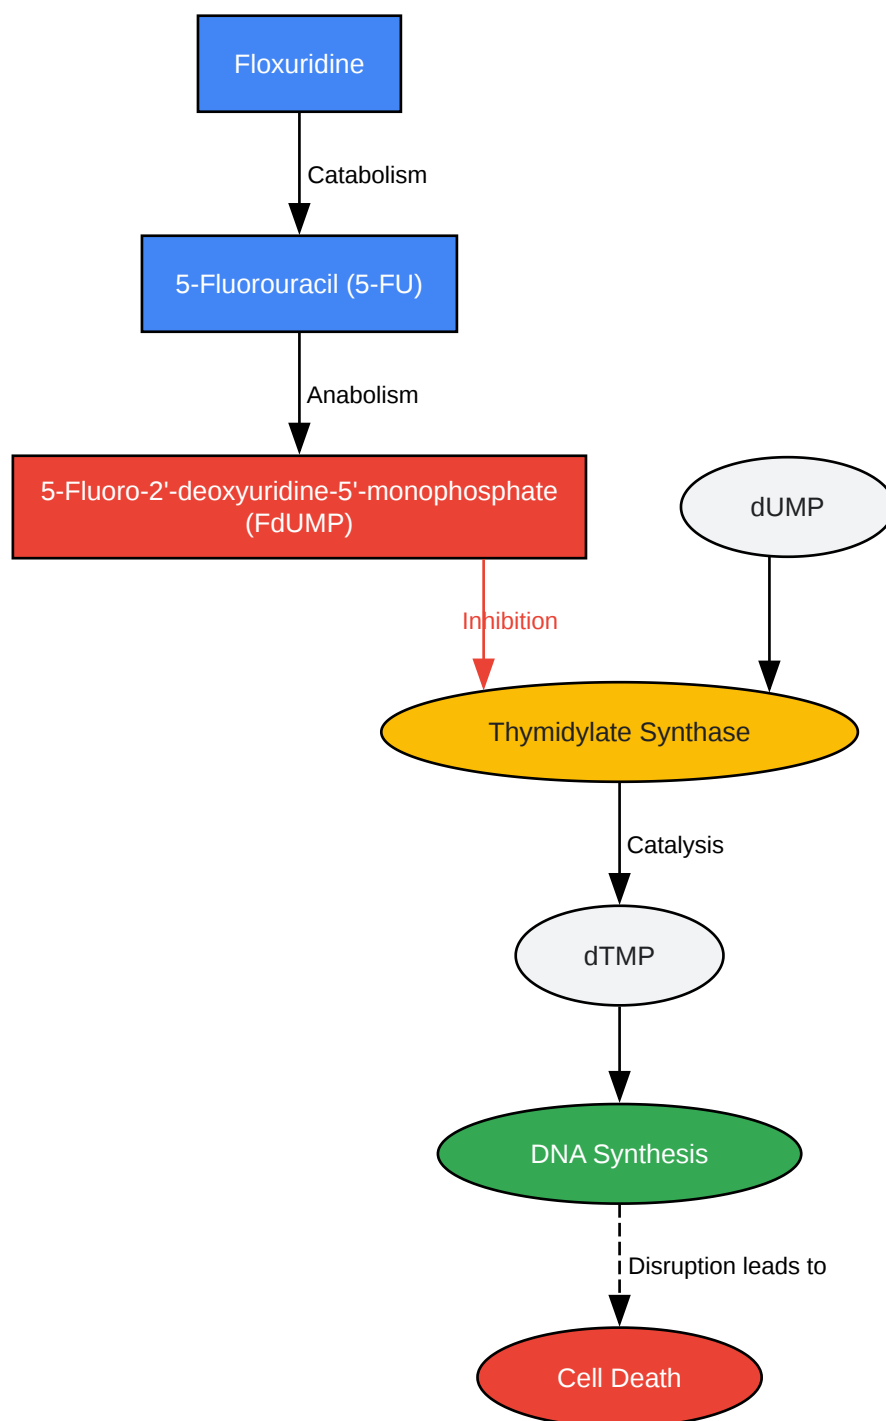 Floxuridine
Catabolism
5-Fluorouracil (5-FU)
Anabolism
5-Fluoro-2'-deoxyuridine-5'-monophosphate
(FdUMP)
dUMP
Inhibition
Thymidylate Synthase
Catalysis
dTMP
DNA Synthesis
Disruption leads to
Cell Death